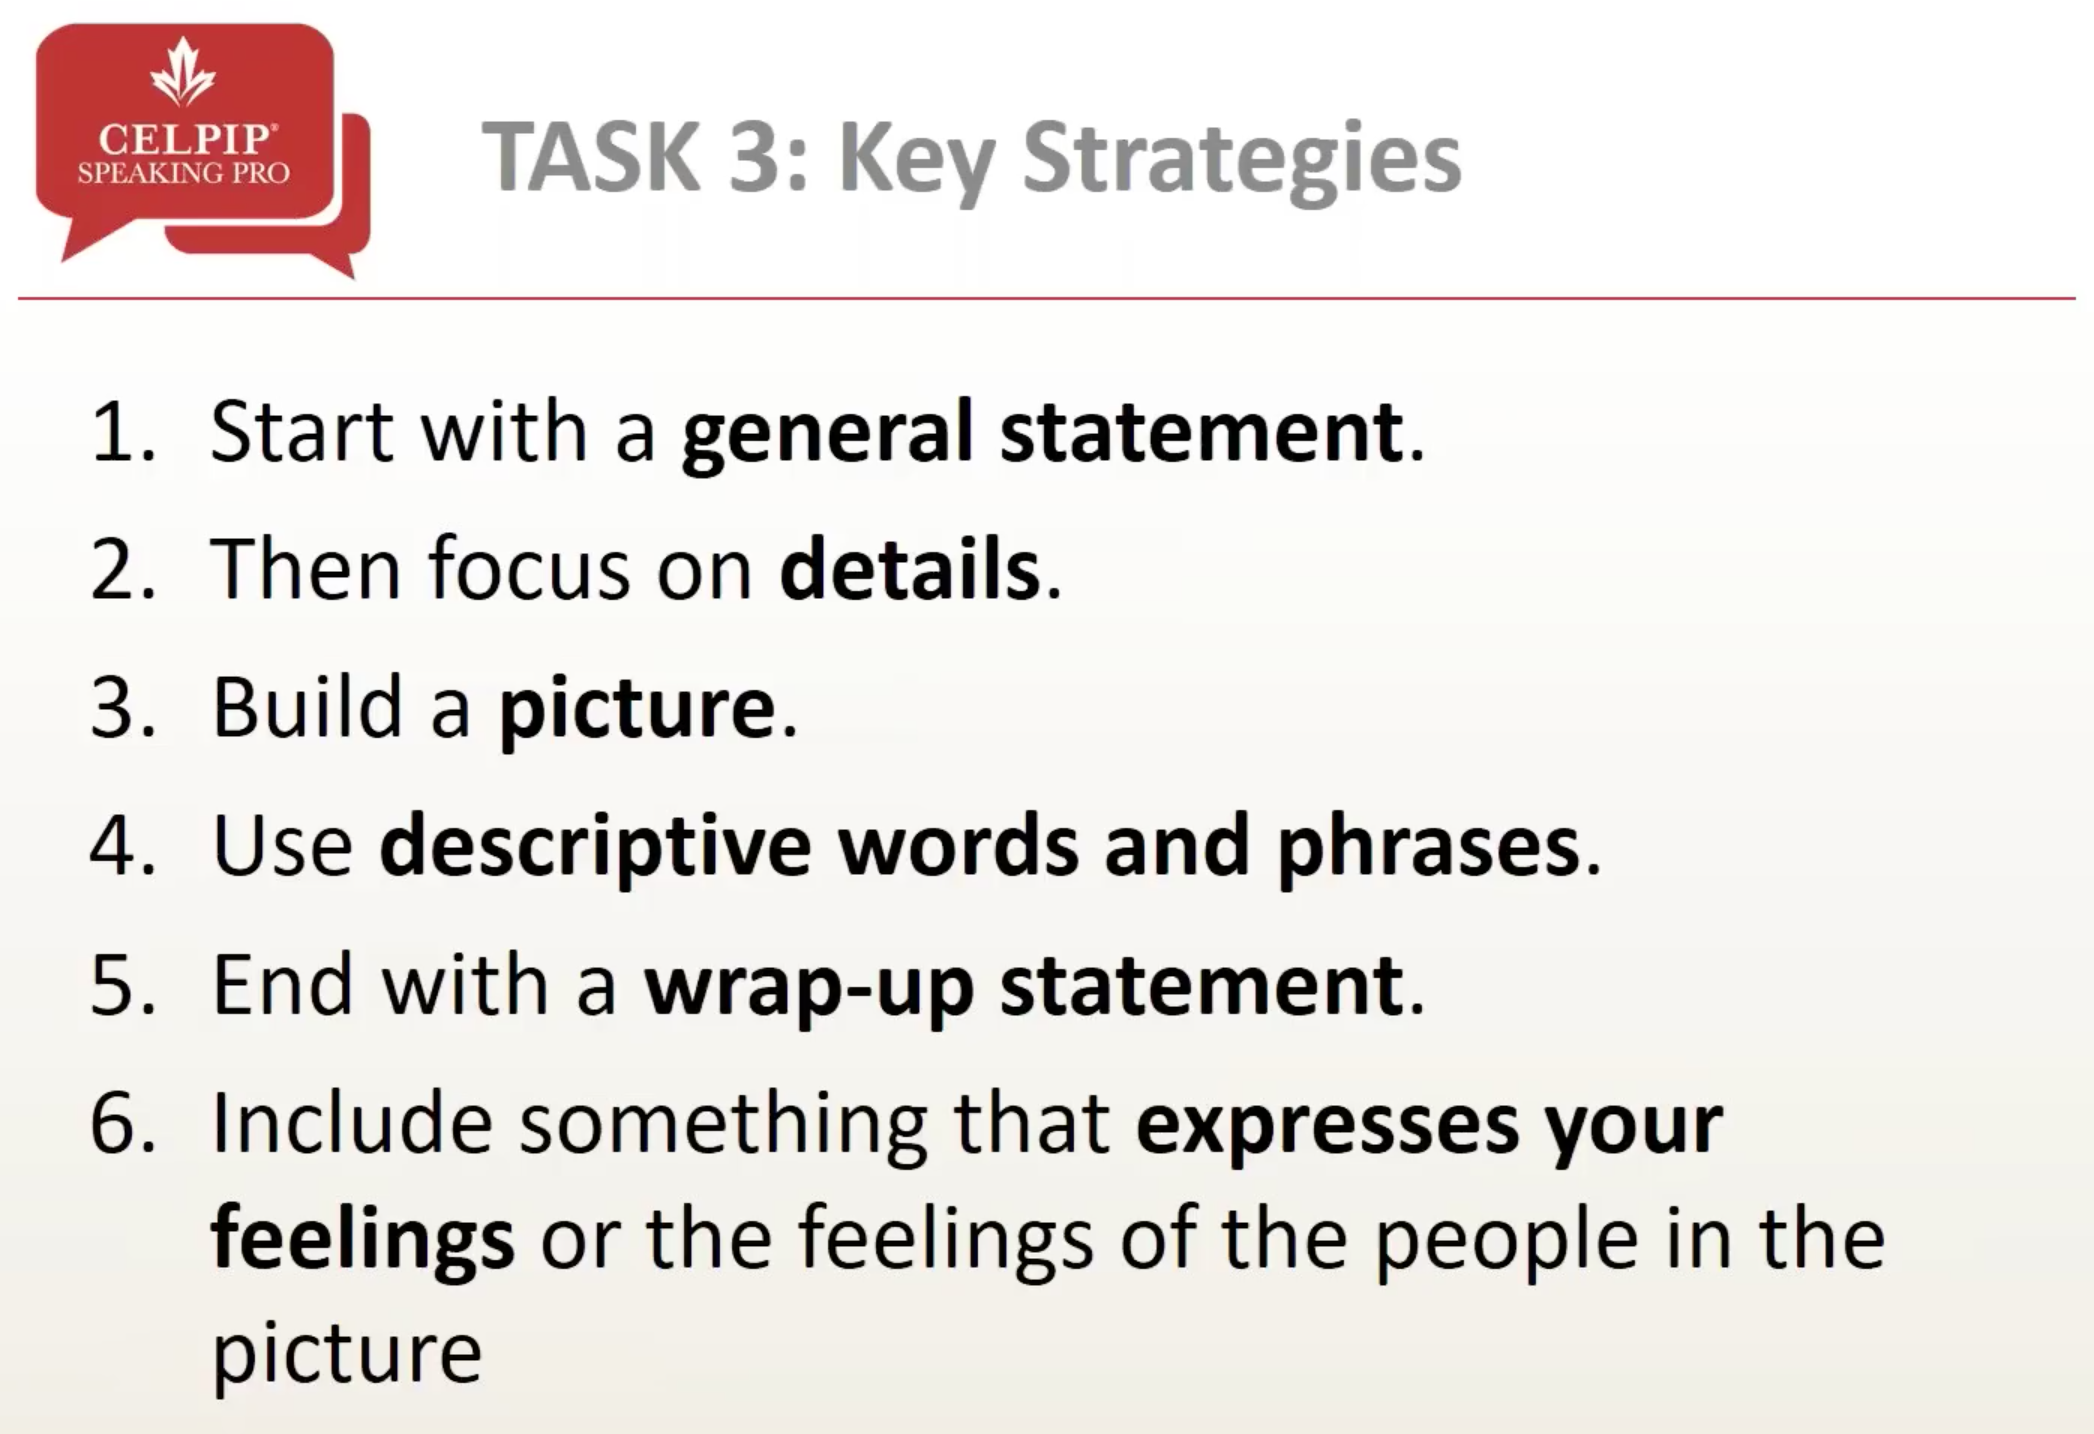 CELPIP®
SPEAKING PRO
TASK 3: Key Strategies
1. Start with a general statement.
2. Then focus on details.
3. Build a picture.
4. Use descriptive words and phrases.
5. End with a wrap-up statement.
6. Include something that expresses your
feelings or the feelings of the people in the
picture